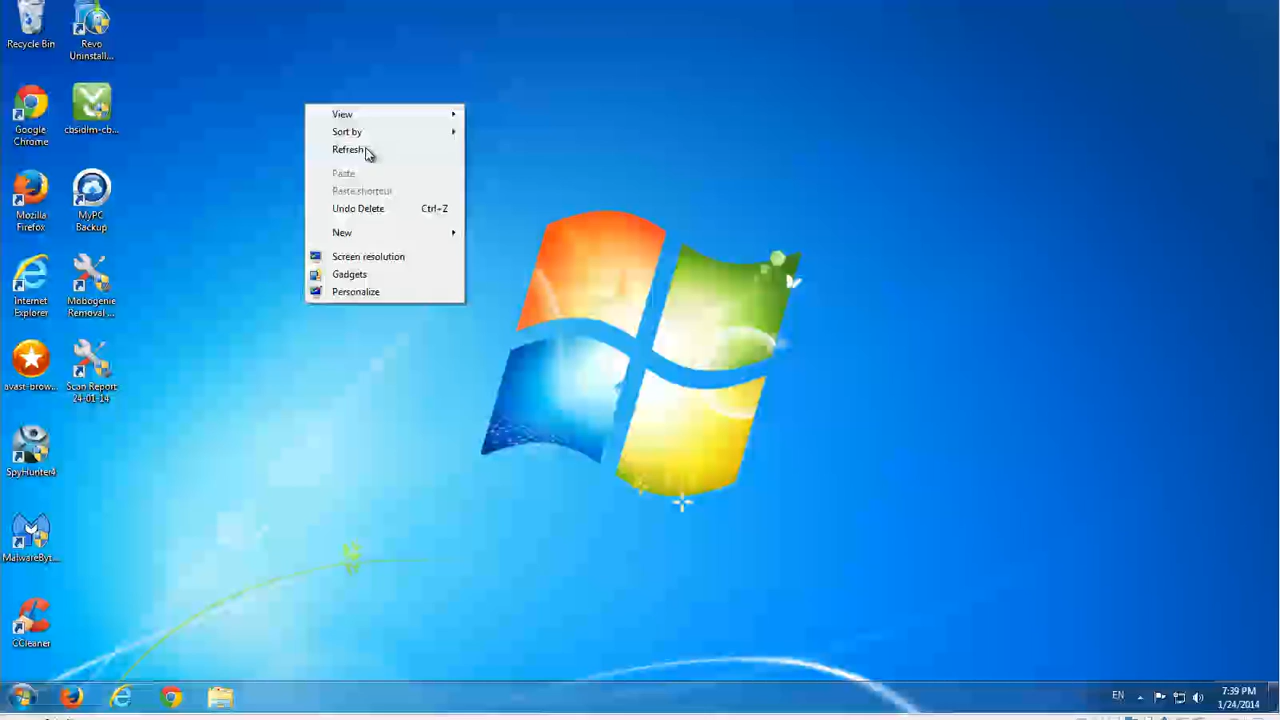 Recycle Bin
Revo
Uninstall...
Google
Chrome
cbsidlm-cb...
Mozilla
Firefox
MyPC
Backup
Internet
Explorer
Mobogenie
Removal ...
avast-brow...
Scan Report
24-01-14
SpyHunter4
MalwareByt...
CCleaner
View
Sort by
Refresh
Paste
Paste shortcut
Undo Delete Ctrl+Z
New
Screen resolution
Gadgets
Personalize
EN
7:39 PM
1/24/2014